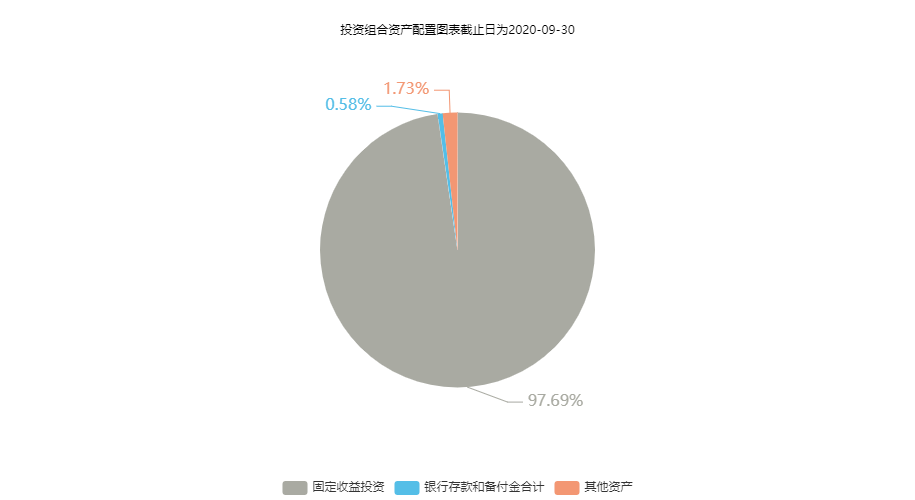 投资组合资产配置图表截止日为2020-09-30
1.73%
0.58%
97.69%
固定收益投资
银行存款和备付金合计
其他资产